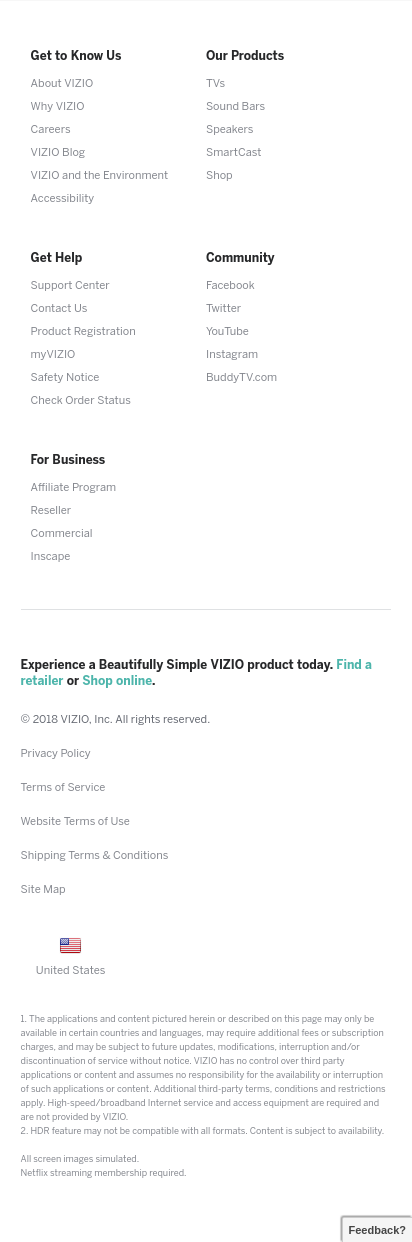 Get to Know Us
About VIZIO
Why VIZIO
Careers
VIZIO Blog
VIZIO and the Environment
Accessibility
Our Products
TVs
Sound Bars
Speakers
SmartCast
Shop
Get Help
Support Center
Contact Us
Product Registration
myVIZIO
Safety Notice
Check Order Status
Community
Facebook
Twitter
YouTube
Instagram
BuddyTV.com
For Business
Affiliate Program
Reseller
Commercial
Inscape
Experience a Beautifully Simple VIZIO product today. Find a
retailer or Shop online.
© 2018 VIZIO, Inc. All rights reserved.
Privacy Policy
Terms of Service
Website Terms of Use
Shipping Terms & Conditions
Site Map
United States
1. The applications and content pictured herein or described on this page may only be
available in certain countries and languages, may require additional fees or subscription
charges, and may be subject to future updates, modifications, interruption and/or
discontinuation of service without notice. VIZIO has no control over third party
applications or content and assumes no responsibility for the availability or interruption
of such applications or content. Additional third-party terms, conditions and restrictions
apply. High-speed/broadband Internet service and access equipment are required and
are not provided by VIZIO.
2. HDR feature may not be compatible with all formats. Content is subject to availability.
All screen images simulated.
Netflix streaming membership required.
Feedback?